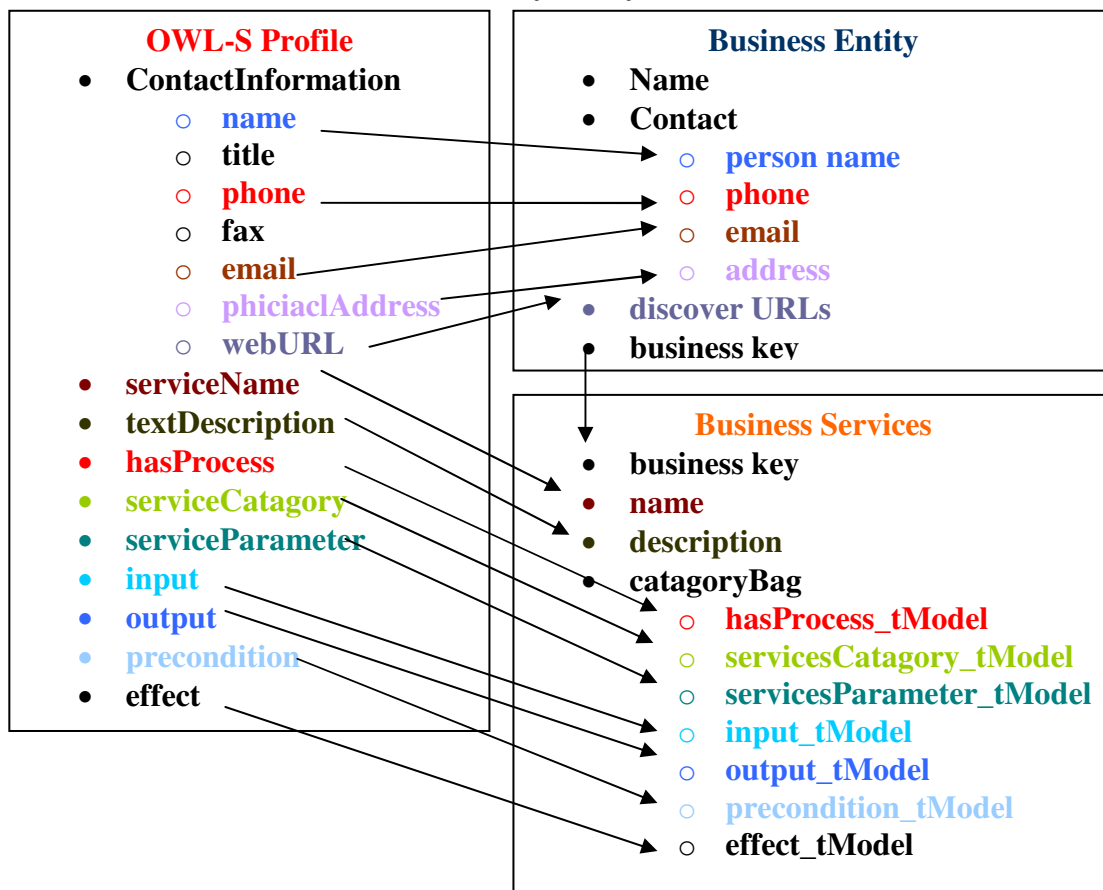 OWL-S Profile
ContactInformation
name
title
phone
fax
email
phiciaclAddress
webURL
serviceName
textDescription
hasProcess
serviceCatagory
serviceParameter
input
output
precondition
effect
Business Entity
Name
Contact
person name
phone
email
address
discover URLs
business key
Business Services
business key
name
description
catagoryBag
hasProcess_tModel
servicesCatagory_tModel
servicesParameter_tModel
input_tModel
output_tModel
precondition_tModel
effect_tModel